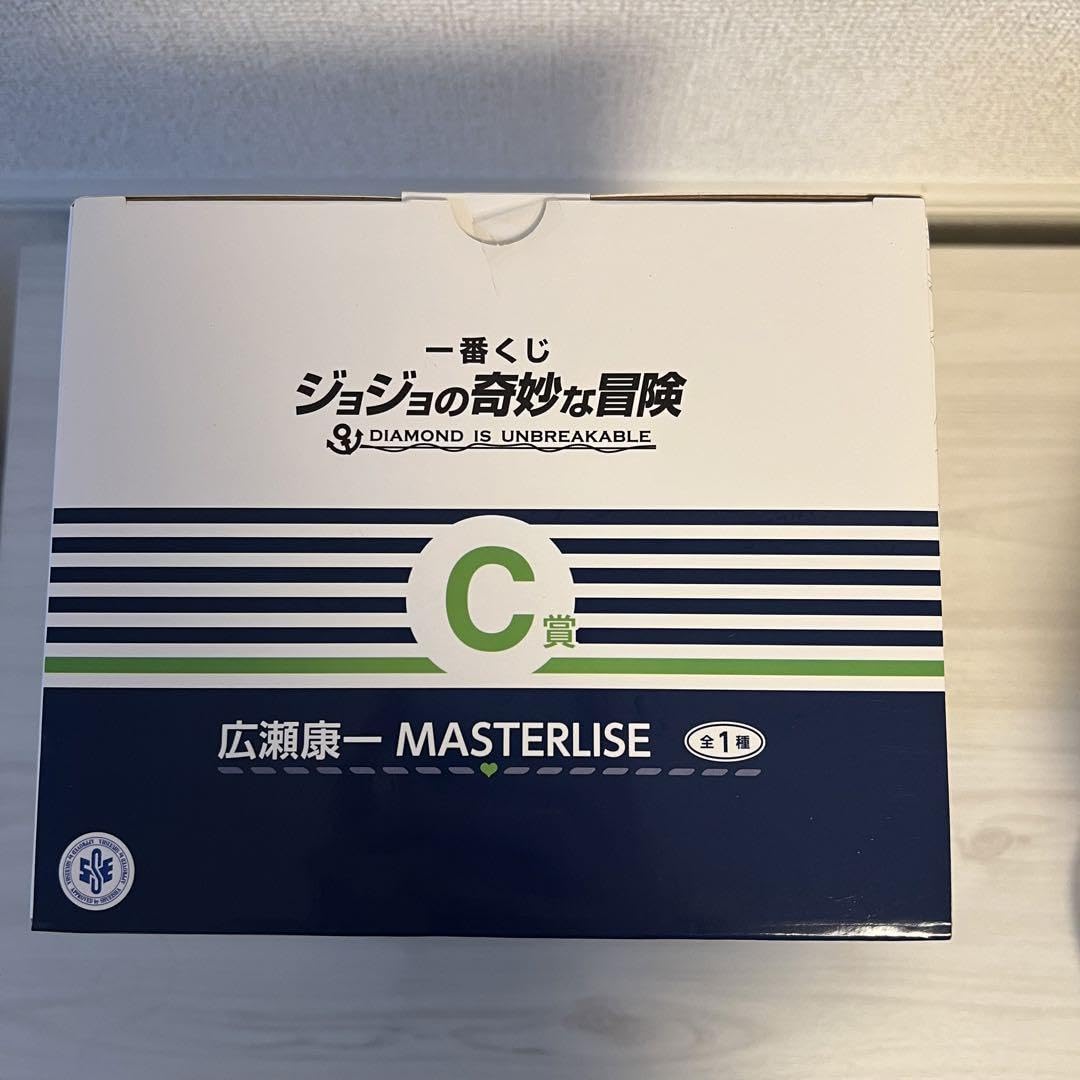 一番くじ
ジョジョの奇妙な冒険
DIAMOND IS UNBREAKABLE
C賞
広瀬康一 MASTERLISE 全1種